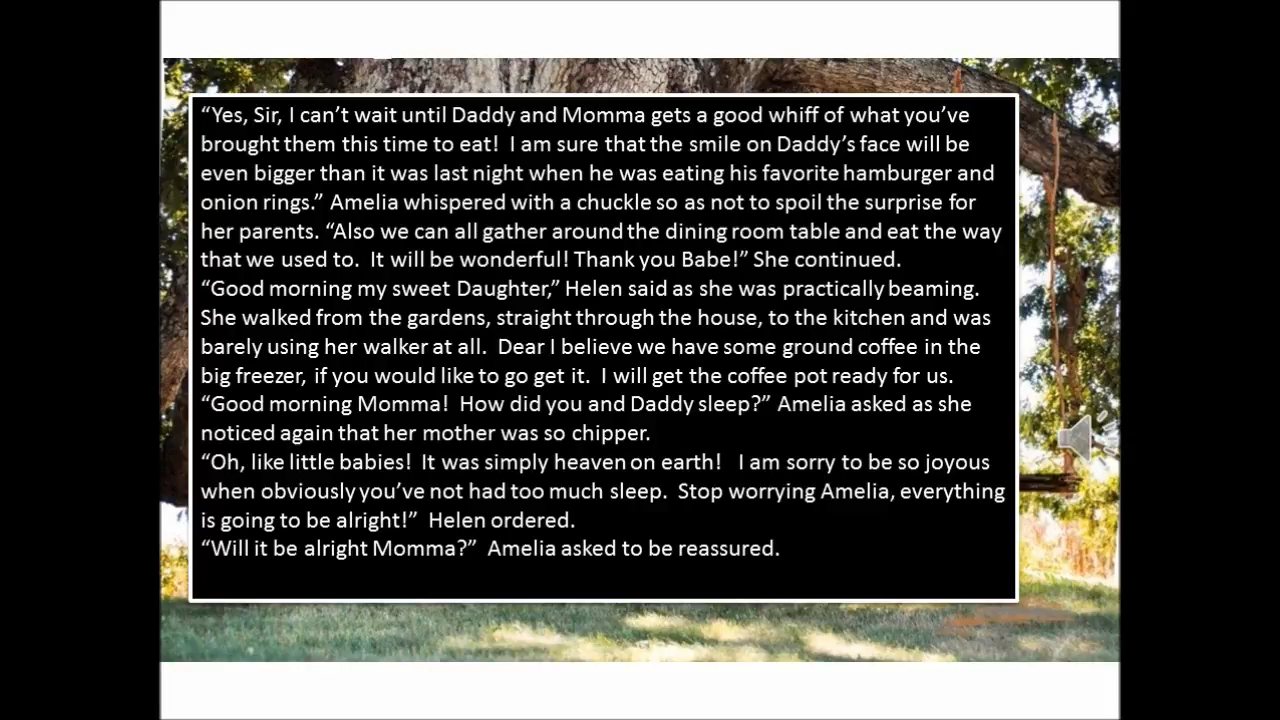 “Yes, Sir, I can’t wait until Daddy and Momma gets a good whiff of what you’ve
brought them this time to eat!  I am sure that the smile on Daddy’s face will be
even bigger than it was last night when he was eating his favorite hamburger and
onion rings.” Amelia whispered with a chuckle so as not to spoil the surprise for
her parents. “Also we can all gather around the dining room table and eat the way
that we used to.  It will be wonderful! Thank you Babe!” She continued.
“Good morning my sweet Daughter,” Helen said as she was practically beaming.
She walked from the gardens, straight through the house, to the kitchen and was
barely using her walker at all.  Dear I believe we have some ground coffee in the
big freezer, if you would like to go get it.  I will get the coffee pot ready for us.
“Good morning Momma!  How did you and Daddy sleep?” Amelia asked as she
noticed again that her mother was so chipper.
“Oh, like little babies!  It was simply heaven on earth!   I am sorry to be so joyous
when obviously you’ve not had too much sleep.  Stop worrying Amelia, everything
is going to be alright!”  Helen ordered.
“Will it be alright Momma?”  Amelia asked to be reassured.